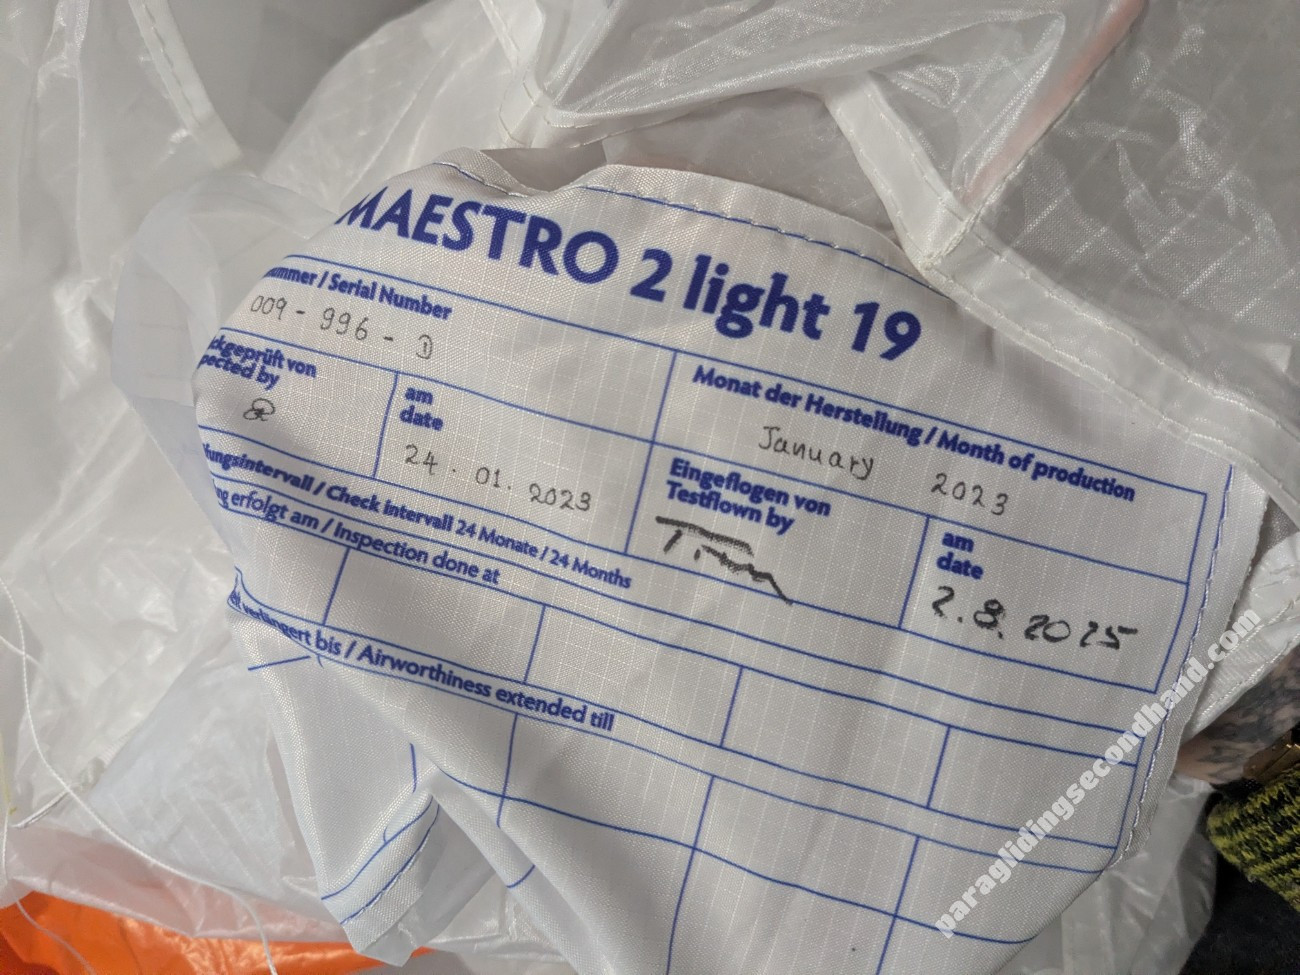 MAESTRO 2 light 19
ummer / Serial Number
009 - 996 - D
Monat der Herstellung / Month of production
January 2023
ckgeprüft von
pected by
am
date
24 . 01. 2023
Eingeflogen von
Testflown by
am
date
2.8.2025
fungsintervall / Check intervall 24 Monate / 24 Months
ng erfolgt am / Inspection done at
verlängert bis / Airworthiness extended till
paraglidingsecondhand.com